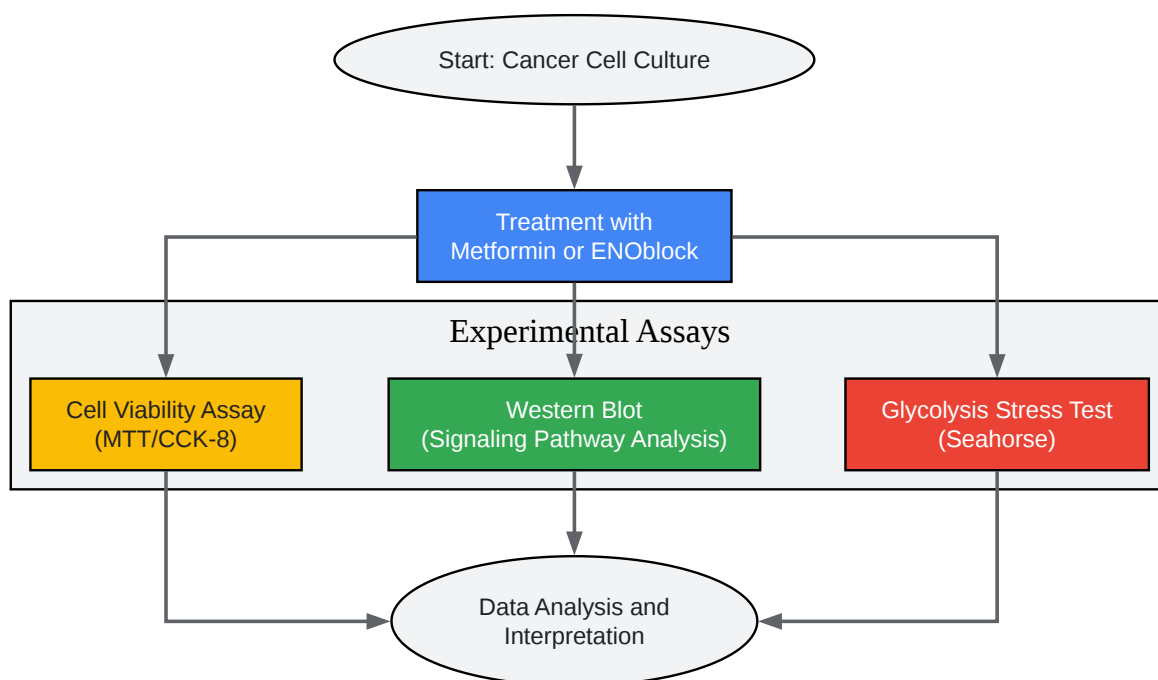 Start: Cancer Cell Culture
Treatment with
Metformin or ENOblock
Experimental Assays
Cell Viability Assay
(MTT/CCK-8)
Western Blot
(Signaling Pathway Analysis)
Glycolysis Stress Test
(Seahorse)
Data Analysis and
Interpretation